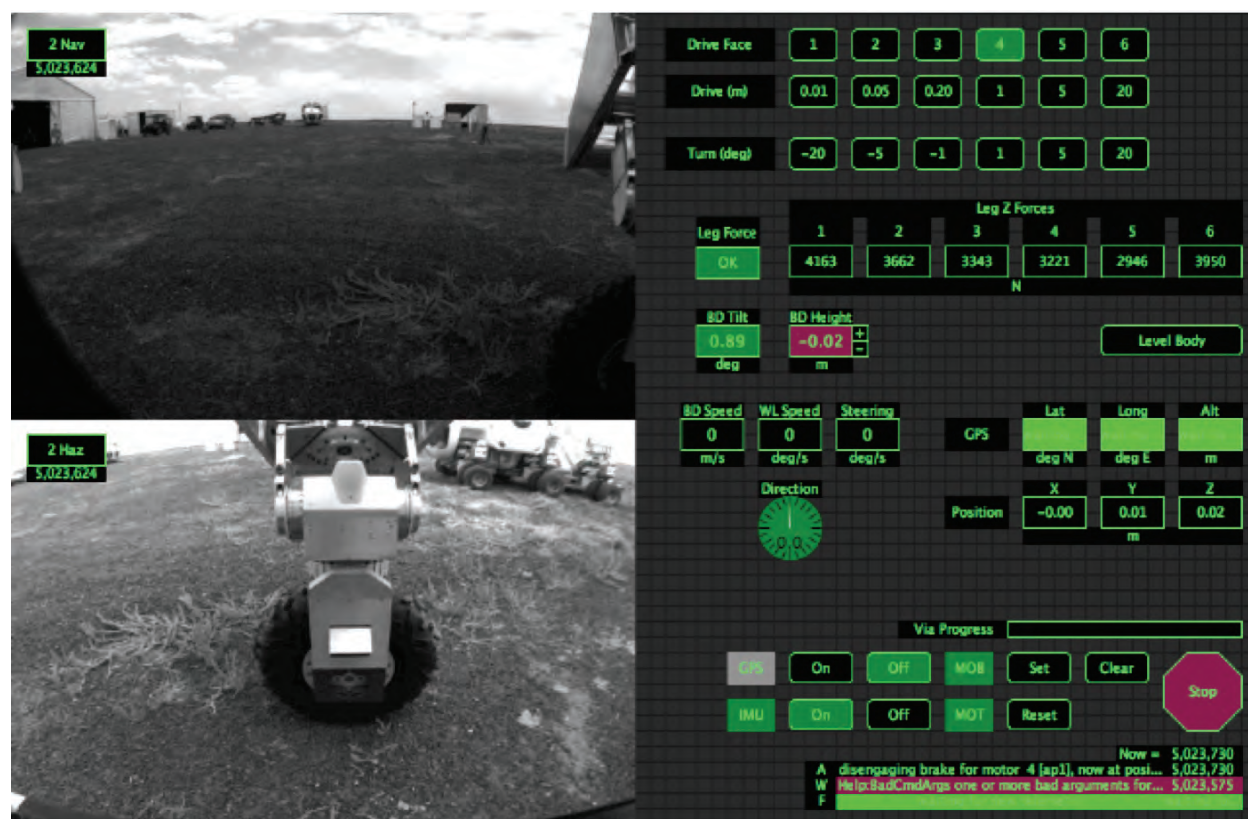 2 Nav
5,023,624
Drive Face 1 2 3 4 5 6
Drive (m) 0.01 0.05 0.20 1 5 20
Turn (deg) -20 -5 -1 1 5 20
Leg Z Forces
Leg Force 1 2 3 4 5 6
OK 4163 3662 3343 3221 2946 3950
N
BD Tilt BD Height
0.89 -0.02 + - Level Body
deg m
2 Haz
5,023,624
BD Speed WL Speed Steering Lat Long Alt
0 0 0 GPS
m/s deg/s deg/s deg N deg E m
Direction X Y Z
Position -0.00 0.01 0.02
0.0 m
Via Progress
GPS On Off MOB Set Clear
Stop
IMU On Off MOT Reset
Now = 5,023,730
A disengaging brake for motor 4 [ap1], now at posi... 5,023,730
W Help:BadCmdArgs one or more bad arguments for... 5,023,575
F